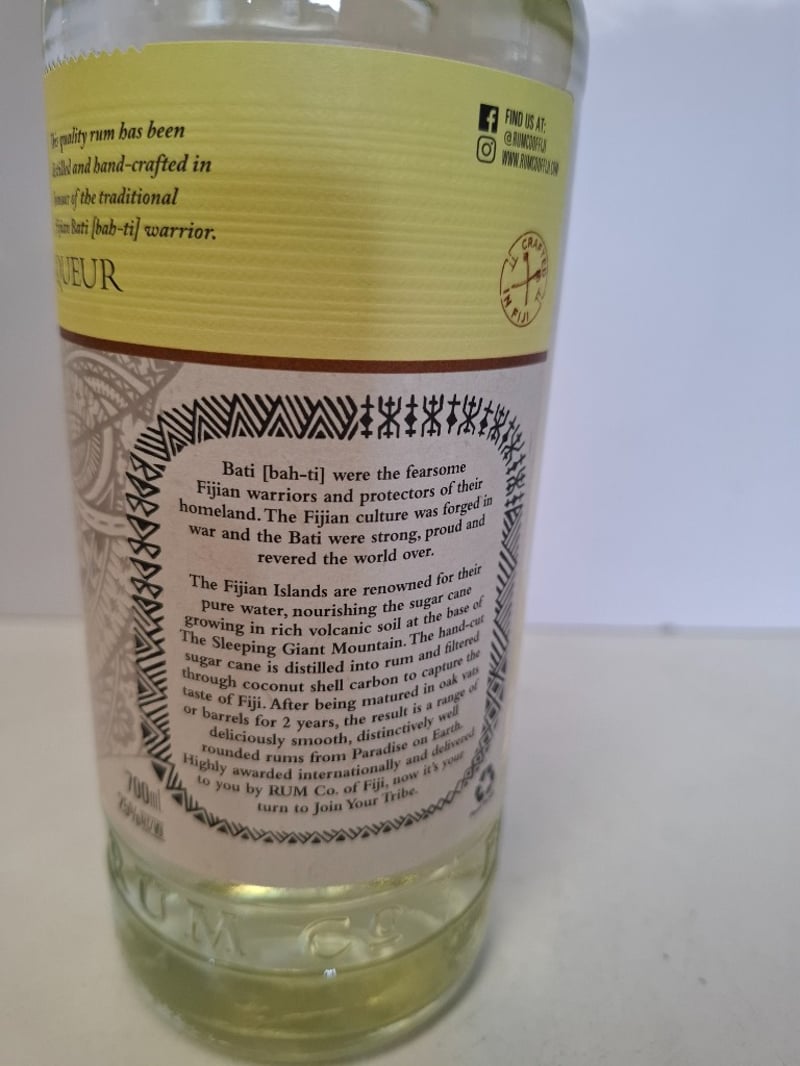 This quality rum has been
distilled and hand-crafted in
honour of the traditional
Fijian Bati [bah-ti] warrior.
QUEUR
FIND US AT:
@RUMCOOFFIJI
WWW.RUMCOOFFIJI.COM
CRAFTED
IN FIJI
Bati [bah-ti] were the fearsome
Fijian warriors and protectors of their
homeland. The Fijian culture was forged in
war and the Bati were strong, proud and
revered the world over.
The Fijian Islands are renowned for their
pure water, nourishing the sugar cane
growing in rich volcanic soil at the base of
The Sleeping Giant Mountain. The hand-cut
sugar cane is distilled into rum and filtered
through coconut shell carbon to capture the
taste of Fiji. After being matured in oak vats
or barrels for 2 years, the result is a range of
deliciously smooth, distinctively well
rounded rums from Paradise on Earth.
Highly awarded internationally and delivered
to you by RUM Co. of Fiji, now it's your
turn to Join Your Tribe.
700ml
RUM Co